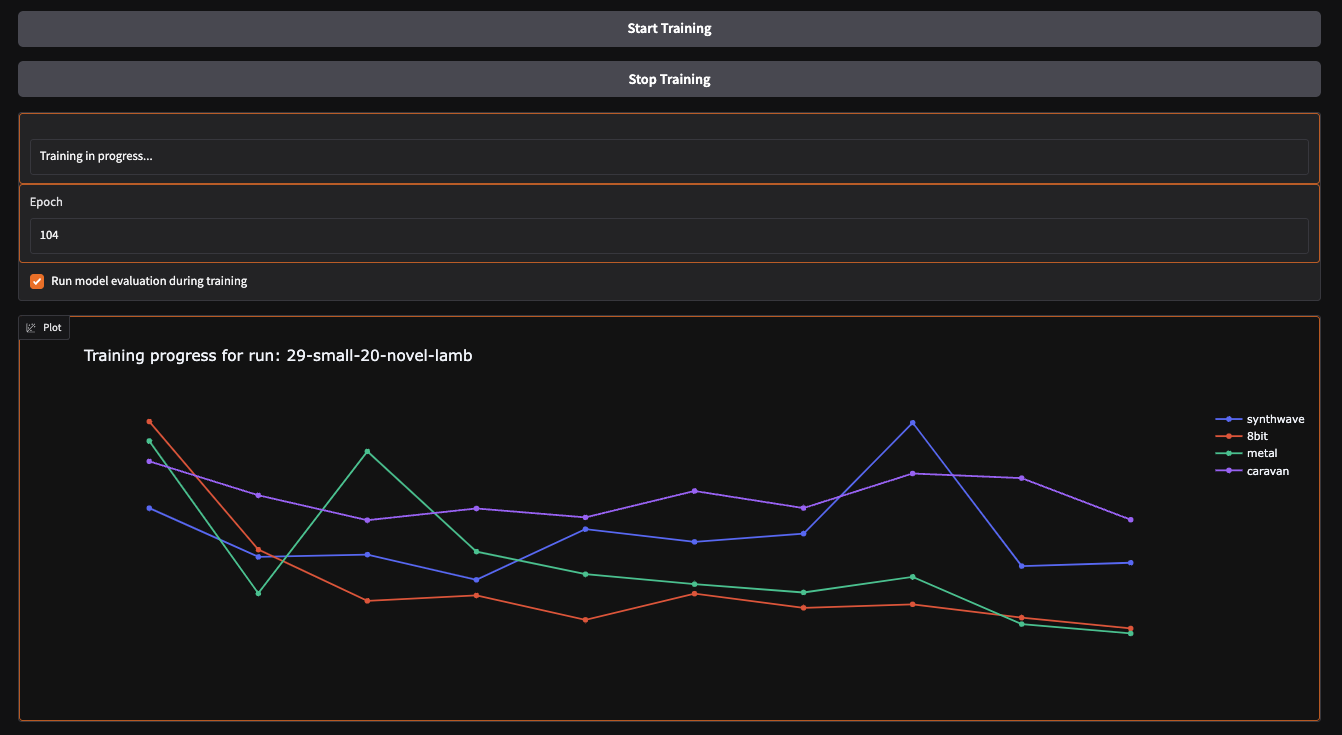 Start Training
Stop Training
Training in progress...
Epoch
104
Run model evaluation during training
Plot
Training progress for run: 29-small-20-novel-lamb
synthwave
8bit
metal
caravan